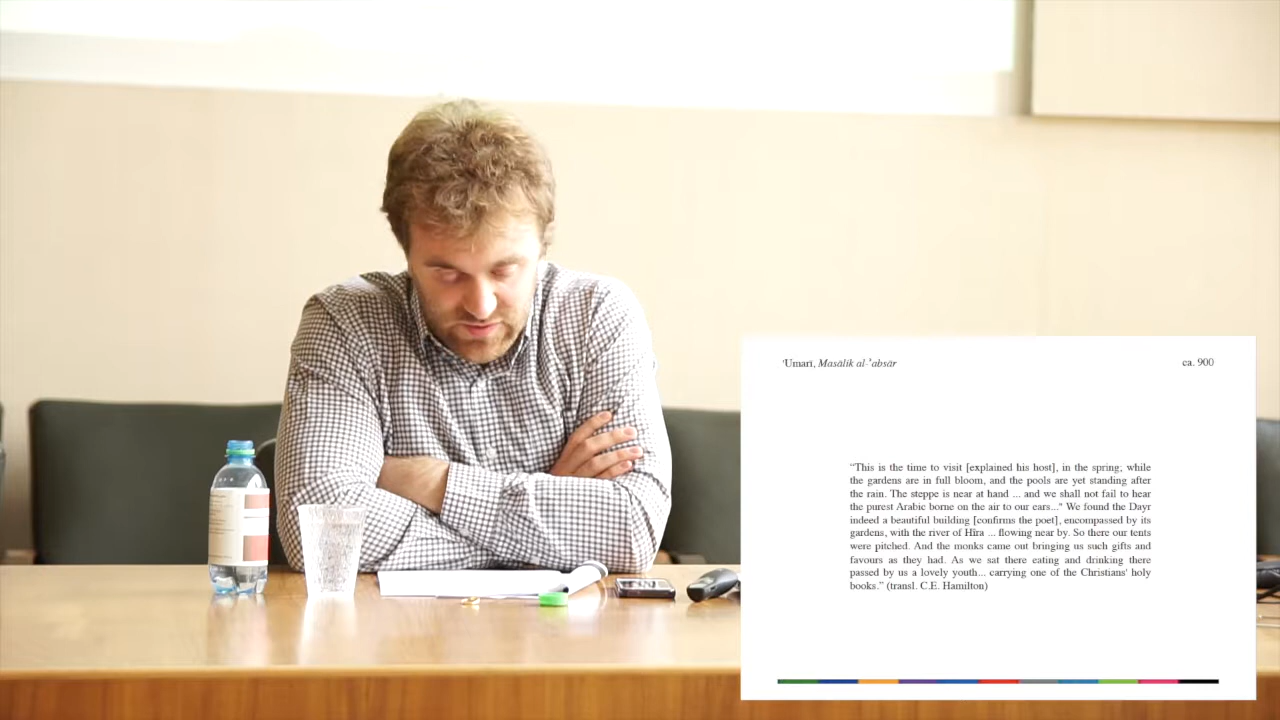 ʿUmarī, Masālik al-ʾabsār
ca. 900
“This is the time to visit [explained his host], in the spring; while
the gardens are in full bloom, and the pools are yet standing after
the rain. The steppe is near at hand ... and we shall not fail to hear
the purest Arabic borne on the air to our ears..." We found the Dayr
indeed a beautiful building [confirms the poet], encompassed by its
gardens, with the river of Hīra ... flowing near by. So there our tents
were pitched. And the monks came out bringing us such gifts and
favours as they had. As we sat there eating and drinking there
passed by us a lovely youth... carrying one of the Christians' holy
books.” (transl. C.E. Hamilton)